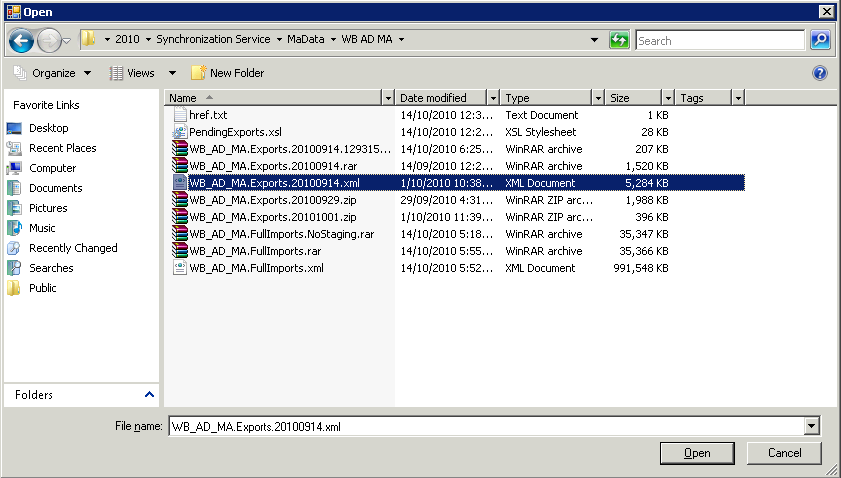 Open
2010 Synchronization Service MaData WB AD MA Search
Organize Views New Folder
Favorite Links
Desktop
Recent Places
Computer
Documents
Pictures
Music
Recently Changed
Searches
Public
Folders
Name Date modified Type Size Tags
href.txt 14/10/2010 12:3... Text Document 1 KB
PendingExports.xsl 14/10/2010 12:2... XSL Stylesheet 28 KB
WB_AD_MA.Exports.20100914.129315... 14/10/2010 6:25... WinRAR archive 207 KB
WB_AD_MA.Exports.20100914.rar 14/09/2010 12:2... WinRAR archive 1,520 KB
WB_AD_MA.Exports.20100914.xml 1/10/2010 10:38... XML Document 5,284 KB
WB_AD_MA.Exports.20100929.zip 29/09/2010 4:31... WinRAR ZIP arc... 1,988 KB
WB_AD_MA.Exports.20101001.zip 1/10/2010 11:39... WinRAR ZIP arc... 396 KB
WB_AD_MA.FullImports.NoStaging.rar 14/10/2010 5:18... WinRAR archive 35,347 KB
WB_AD_MA.FullImports.rar 14/10/2010 5:55... WinRAR archive 35,366 KB
WB_AD_MA.FullImports.xml 14/10/2010 5:52... XML Document 991,548 KB
File name: WB_AD_MA.Exports.20100914.xml
Open Cancel